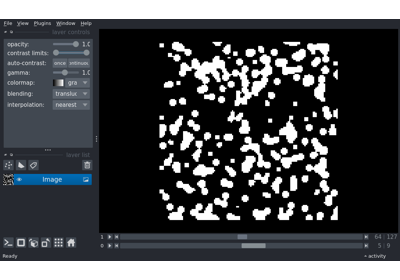 File View Plugins Window Help
layer controls
opacity: 1.0
contrast limits:
auto-contrast: once
gamma: 1.0
colormap: gra
blending: translu
interpolation: nearest
layer list
Image
1 64 127
0 5 9
Ready activity